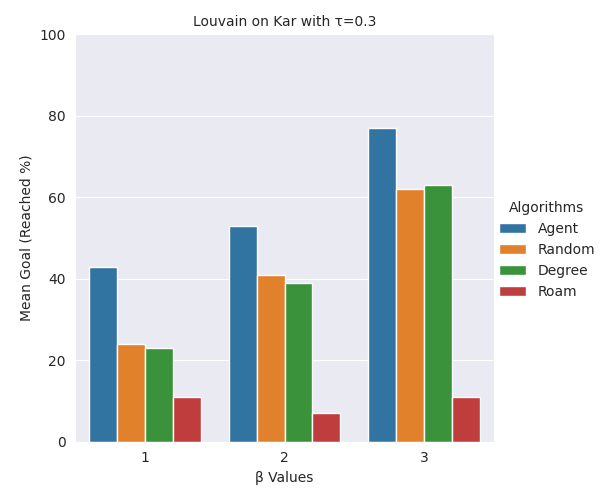 Louvain on Kar with τ=0.3
100
80
60
40
20
0
Mean Goal (Reached %)
1
2
3
β Values
Algorithms
Agent
Random
Degree
Roam